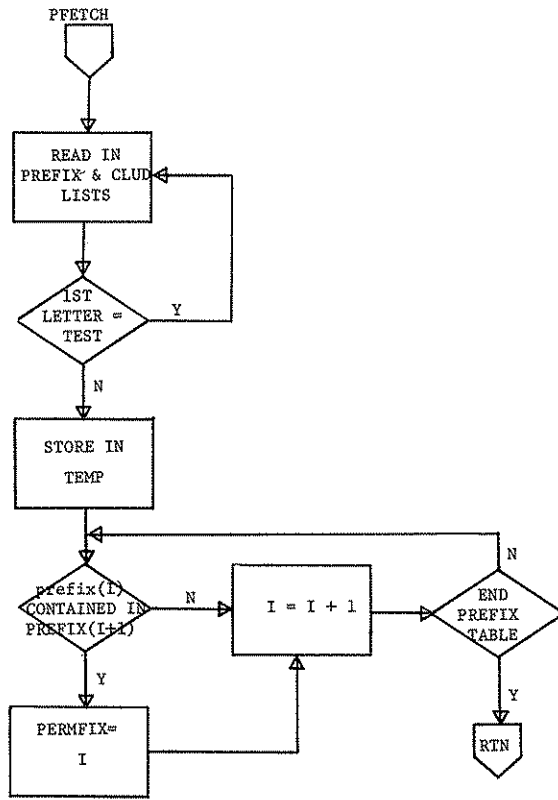 PFETCH
READ IN
PREFIX & CLUD
LISTS
1ST
LETTER =
TEST
Y
N
STORE IN
TEMP
prefix(I)
CONTAINED IN
PREFIX(I+1)
N
I = I + 1
N
END
PREFIX
TABLE
Y
Y
PERMFIX=
I
RTN